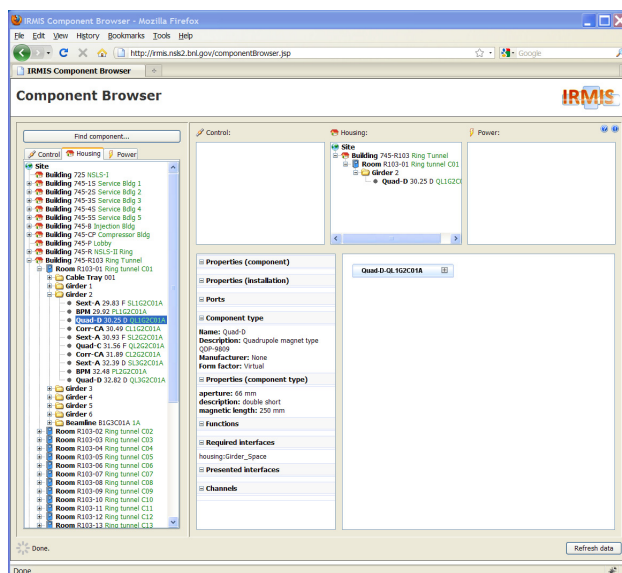 IRMIS Component Browser - Mozilla Firefox
File Edit View History Bookmarks Tools Help
http://irmis.nsls2.bnl.gov/componentBrowser.jsp
Google
IRMIS Component Browser
Component Browser
IRMIS
Find component...
Control Housing Power
Site
Building 725 NSLS-I
Building 745-1S Service Bldg 1
Building 745-2S Service Bdlg 2
Building 745-3S Service Bdlg 3
Building 745-4S Service Bdlg 4
Building 745-5S Service Bdlg 5
Building 745-B Injection Bldg
Building 745-CP Compressor Bldg
Building 745-P Lobby
Building 745-R NSLS-II Ring
Building 745-R103 Ring Tunnel
Room R103-01 Ring tunnel C01
Cable Tray 001
Girder 1
Girder 2
Sext-A 29.83 F SL1G2C01A
BPM 29.92 PL1G2C01A
Quad-D 30.25 D QL1G2C01A
Corr-CA 30.49 CL1G2C01A
Sext-A 30.93 F SL2G2C01A
Quad-C 31.56 F QL2G2C01A
Corr-CA 31.89 CL2G2C01A
Sext-A 32.39 D SL3G2C01A
BPM 32.48 PL2G2C01A
Quad-D 32.82 D QL3G2C01A
Girder 3
Girder 4
Girder 5
Girder 6
Beamline B1G3C01A 1A
Room R103-02 Ring tunnel C02
Room R103-03 Ring tunnel C03
Room R103-04 Ring tunnel C04
Room R103-05 Ring tunnel C05
Room R103-06 Ring tunnel C06
Room R103-07 Ring tunnel C07
Room R103-08 Ring tunnel C08
Room R103-09 Ring tunnel C09
Room R103-10 Ring tunnel C10
Room R103-11 Ring tunnel C11
Room R103-12 Ring tunnel C12
Room R103-13 Ring tunnel C13
Control:
Housing:
Power:
Site
Building 745-R103 Ring Tunnel
Room R103-01 Ring tunnel C01
Girder 2
Quad-D 30.25 D QL1G2C0
Properties (component)
Properties (installation)
Ports
Component type
Name: Quad-D
Description: Quadrupole magnet type
QDP-9809
Manufacturer: None
Form factor: Virtual
Properties (component type)
aperture: 66 mm
description: double short
magnetic length: 250 mm
Functions
Required interfaces
housing:Girder_Space
Presented interfaces
Channels
Quad-D-QL1G2C01A
Done.
Refresh data
Done